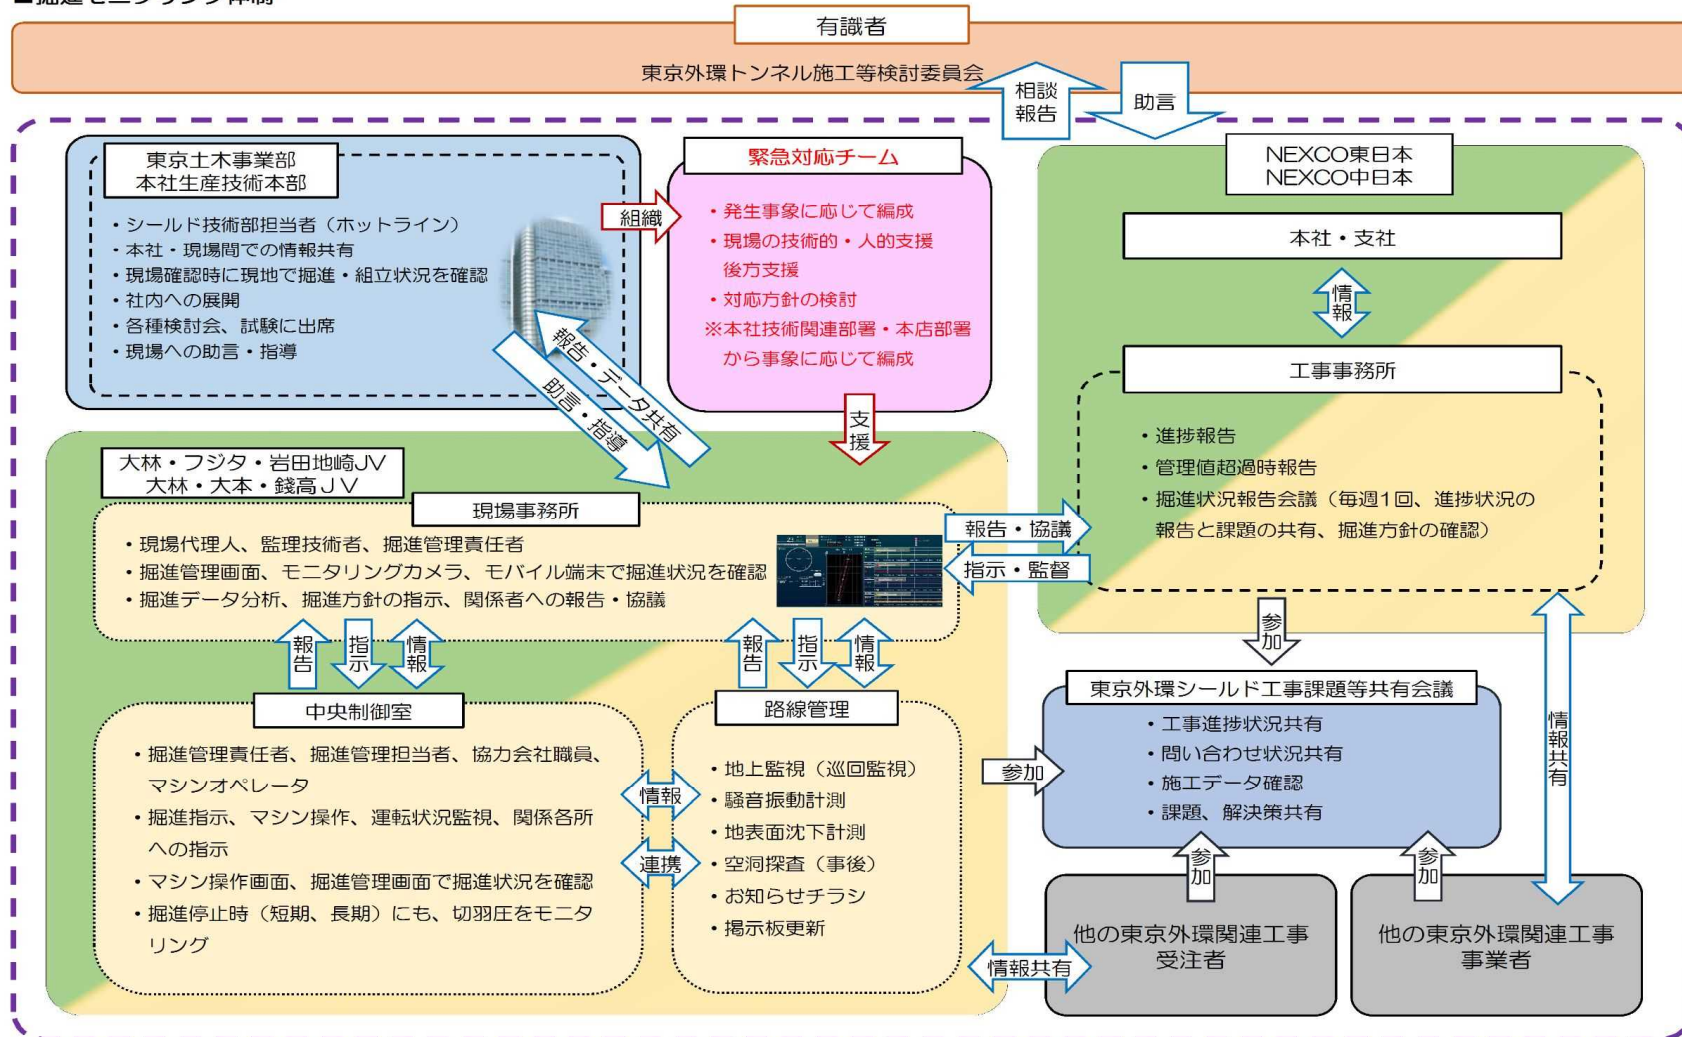 ■掘進モニタリング体制
有識者
東京外環トンネル施工等検討委員会
相談
報告
助言
東京土木事業部
本社生産技術本部
・シールド技術部担当者（ホットライン）
・本社・現場間での情報共有
・現場確認時に現地で掘進・組立状況を確認
・社内への展開
・各種検討会、試験に出席
・現場への助言・指導
組織
緊急対応チーム
・発生事象に応じて編成
・現場の技術的・人的支援
後方支援
・対応方針の検討
※本社技術関連部署・本店部署
から事象に応じて編成
支援
報告・データ共有
助言・指導
NEXCO東日本
NEXCO中日本
本社・支社
情報
工事事務所
・進捗報告
・管理値超過時報告
・掘進状況報告会議（毎週1回、進捗状況の
報告と課題の共有、掘進方針の確認）
大林・フジタ・岩田地崎JV
大林・大本・錢高JV
現場事務所
・現場代理人、監理技術者、掘進管理責任者
・掘進管理画面、モニタリングカメラ、モバイル端末で掘進状況を確認
・掘進データ分析、掘進方針の指示、関係者への報告・協議
報告・協議
指示・監督
報告
指示
情報
報告
指示
情報
中央制御室
・掘進管理責任者、掘進管理担当者、協力会社職員、
マシンオペレータ
・掘進指示、マシン操作、運転状況監視、関係各所
への指示
・マシン操作画面、掘進管理画面で掘進状況を確認
・掘進停止時（短期、長期）にも、切羽圧をモニタ
リング
情報
連携
路線管理
・地上監視（巡回監視）
・騒音振動計測
・地表面沈下計測
・空洞探査（事後）
・お知らせチラシ
・掲示板更新
参加
参加
東京外環シールド工事課題等共有会議
・工事進捗状況共有
・問い合わせ状況共有
・施工データ確認
・課題、解決策共有
情報共有
参加
参加
他の東京外環関連工事
受注者
他の東京外環関連工事
事業者
情報共有